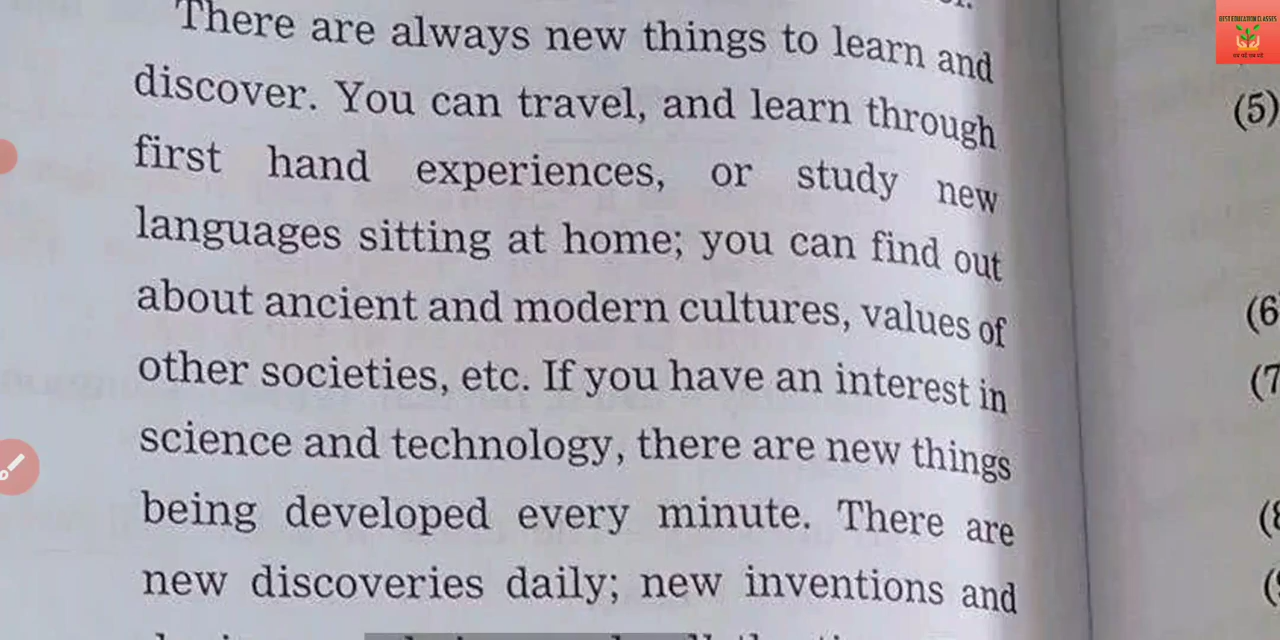 There are always new things to learn and
discover. You can travel, and learn through
first hand experiences, or study new
languages sitting at home; you can find out
about ancient and modern cultures, values of
other societies, etc. If you have an interest in
science and technology, there are new things
being developed every minute. There are
new discoveries daily; new inventions and
(5)
(6
(7
(8
BEST EDUCATION CLASSES